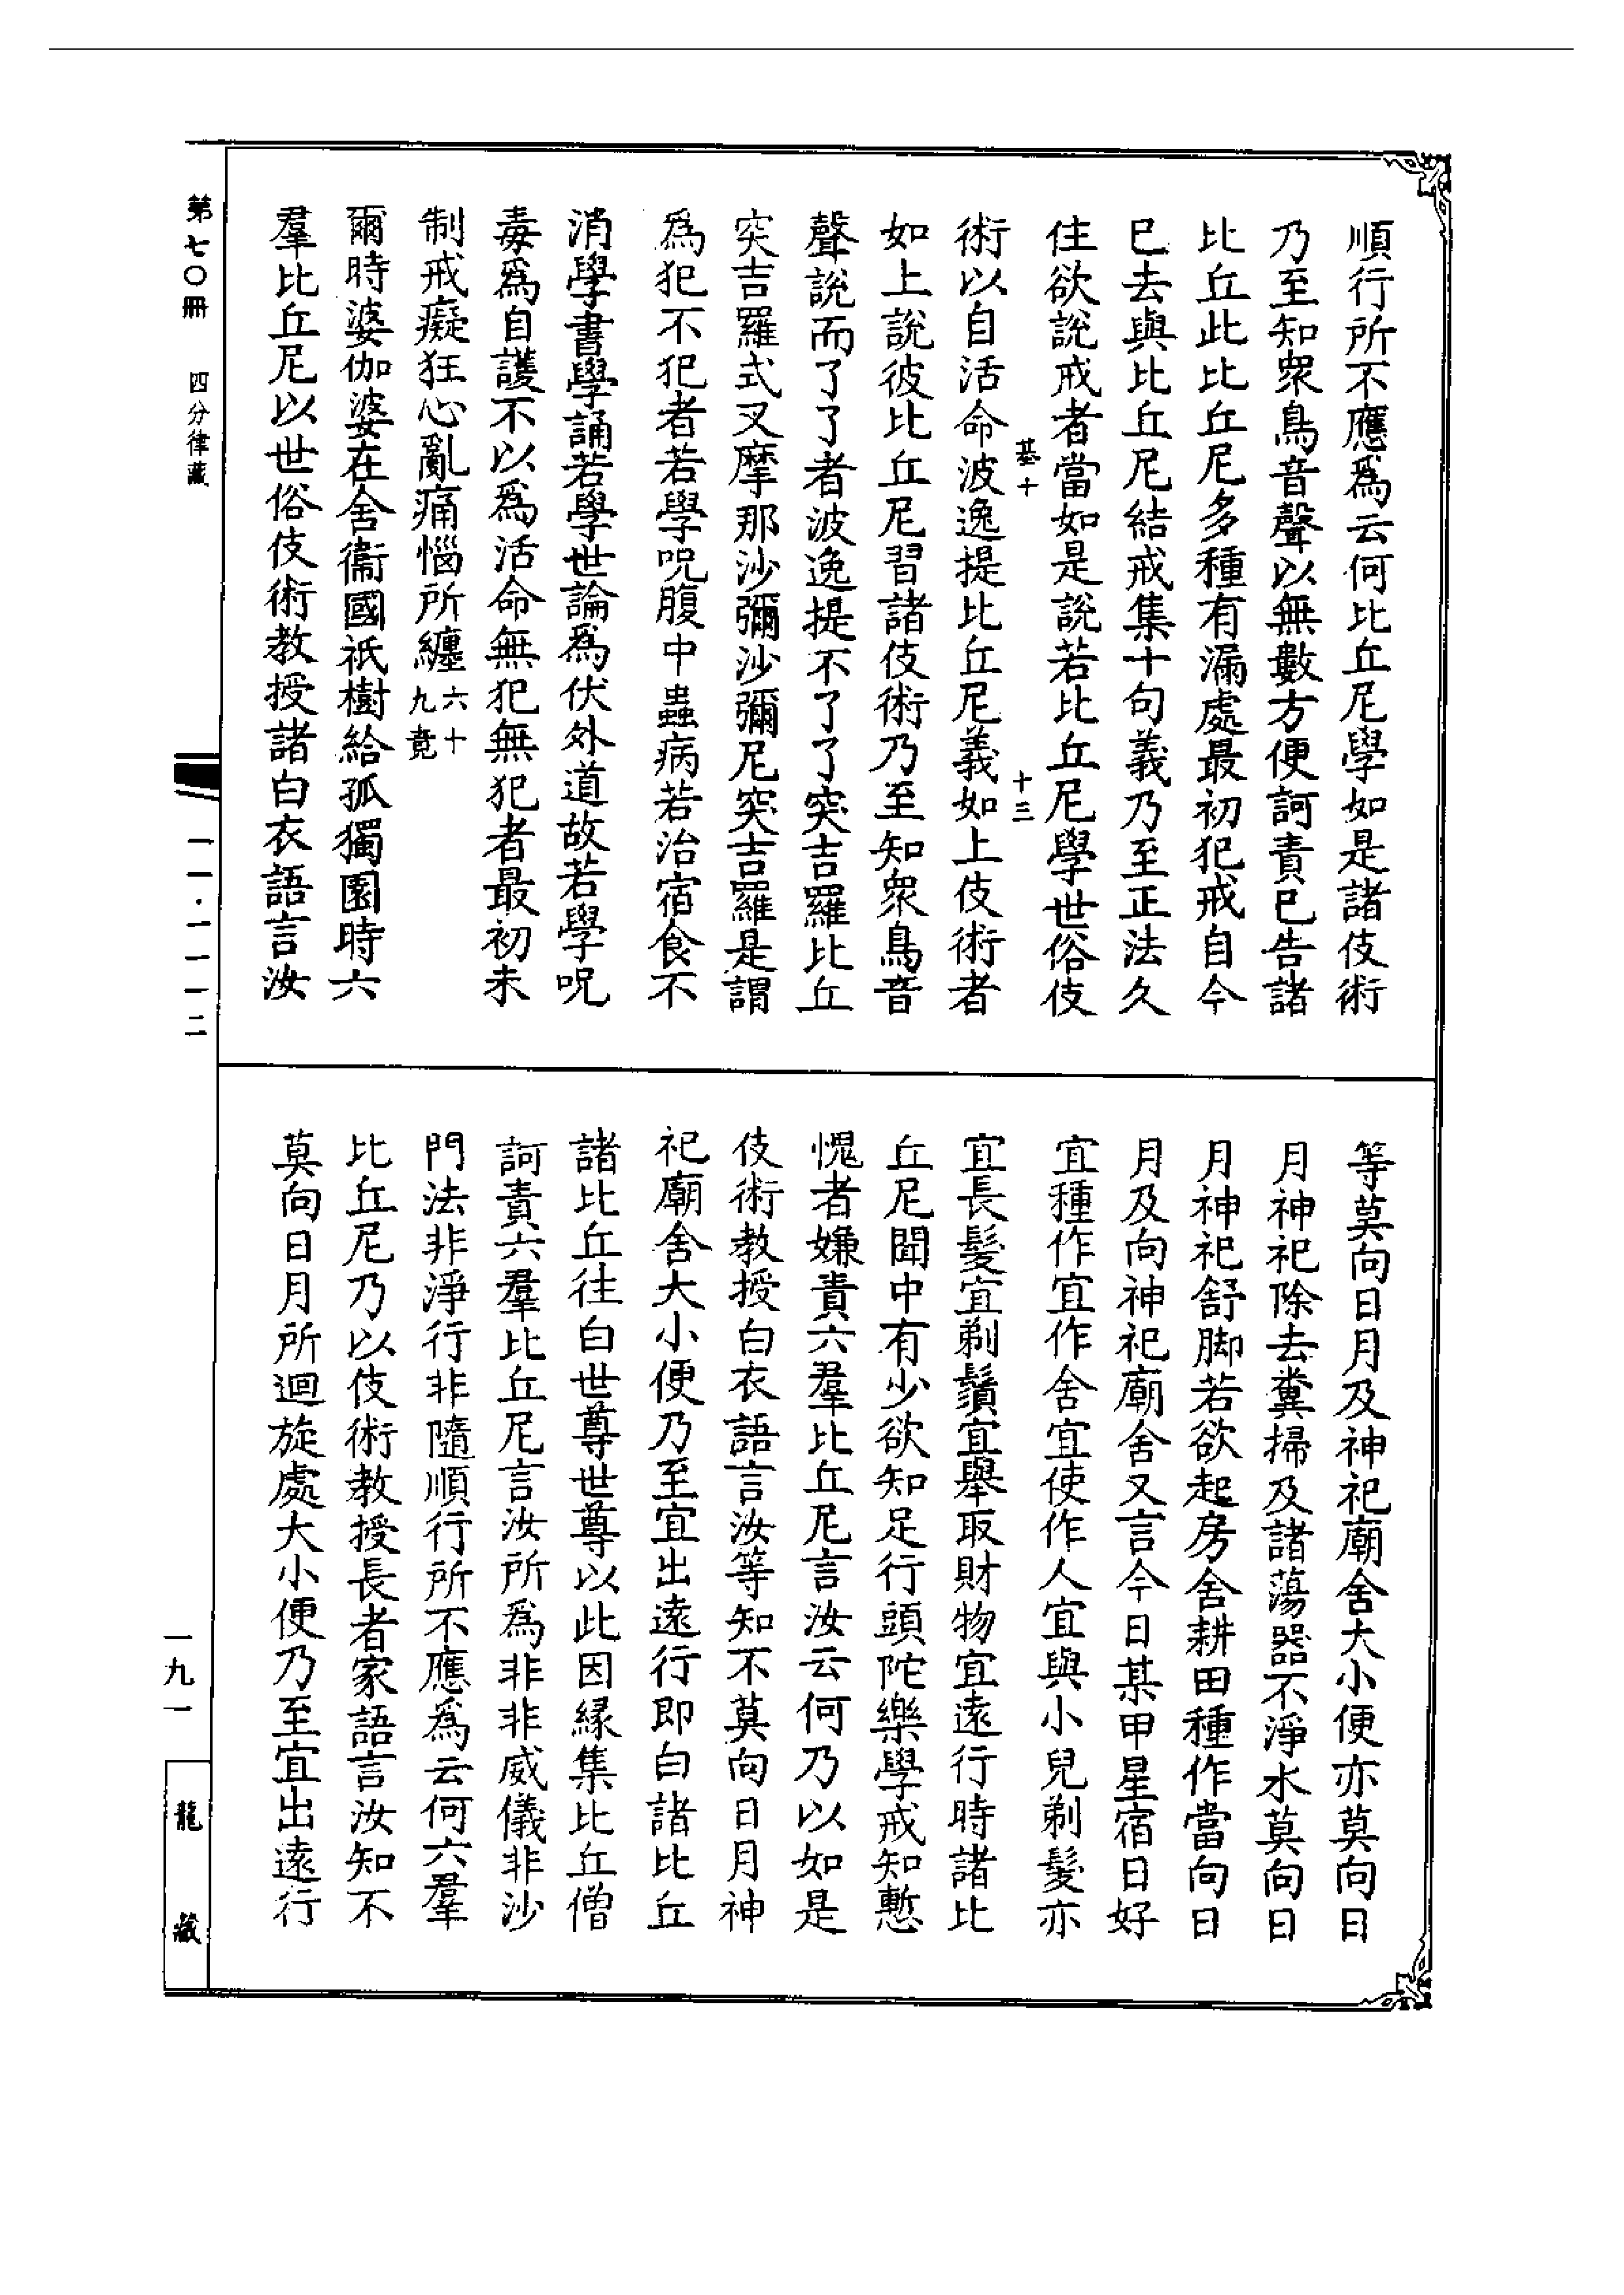 順行所不應爲云何比丘尼學如是諸伎術
乃至知衆鳥音聲以無數方便訶責已告諸
比丘此比丘尼多種有漏處最初犯戒自今
已去與比丘尼結戒集十句義乃至正法久
住欲說戒者當如是說若比丘尼學世俗伎
基十 十三
術以自活命波逸提比丘尼義如上伎術者
如上說彼比丘尼習諸伎術乃至知衆鳥音
聲說而了了者波逸提不了了突吉羅比丘
突吉羅式叉摩那沙彌沙彌尼突吉羅是謂
爲犯不犯者若學呪腹中蟲病若治宿食不
消學書學誦若學世論爲伏外道故若學呪
毒爲自護不以爲活命無犯無犯者最初未
制戒癡狂心亂痛惱所纏六十九竟
爾時婆伽婆在舍衞國祇樹給孤獨園時六
羣比丘尼以世俗伎術教授諸白衣語言汝
等莫向日月及神祀廟舍大小便亦莫向日
月神祀除去糞掃及諸蕩器不淨水莫向日
月神祀舒脚若欲起房舍耕田種作當向日
月及向神祀廟舍又言今日某甲星宿日好
宜種作宜作舍宜使作人宜與小兒剃髮亦
宜長髮宜剃鬚宜舉取財物宜遠行時諸比
丘尼聞中有少欲知足行頭陀樂學戒知慙
愧者嫌責六羣比丘尼言汝云何乃以如是
伎術教授白衣語言汝等知不莫向日月神
祀廟舍大小便乃至宜出遠行即白諸比丘
諸比丘往白世尊世尊以此因緣集比丘僧
訶責六羣比丘尼言汝所爲非非威儀非沙
門法非淨行非隨順行所不應爲云何六羣
比丘尼乃以伎術教授長者家語言汝知不
莫向日月所迴旋處大小便乃至宜出遠行
第七〇冊 四分律藏 一一·一一一二
一九一
龍藏